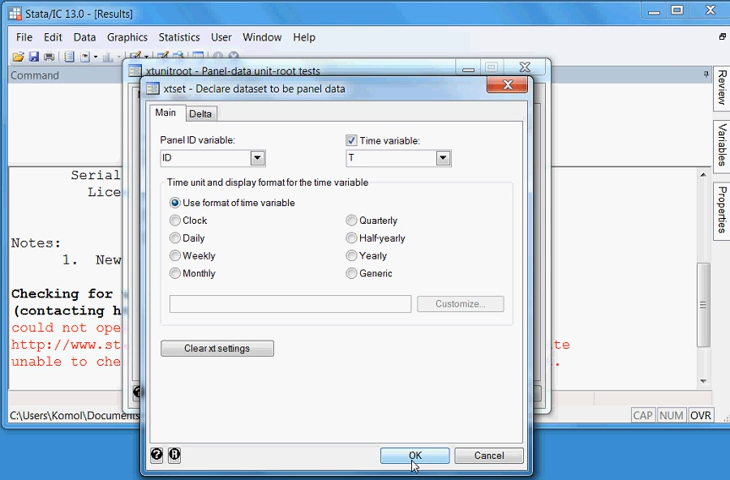 Stata/IC 13.0 - [Results]
File Edit Data Graphics Statistics User Window Help
Command
xtunitroot - Panel-data unit-root tests
xtset - Declare dataset to be panel data
Main Delta
Panel ID variable: Time variable:
ID T
Time unit and display format for the time variable
Use format of time variable
Clock Quarterly
Daily Half-yearly
Weekly Yearly
Monthly Generic
Customize...
Clear xt settings
OK Cancel
Serial
Lice
Notes:
1. New
Checking for
(contacting h
could not ope
http://www.st te
unable to che .
C:\Users\Komol\Documents
CAP NUM OVR
Review
Variables
Properties